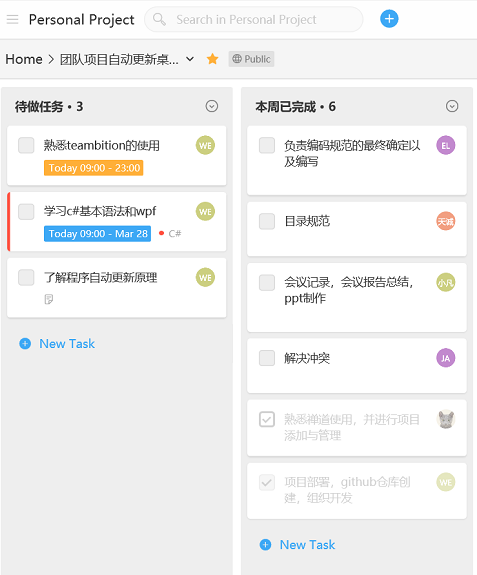 Personal Project
Search in Personal Project
Home
团队项目自动更新桌...
Public
待做任务 · 3
熟悉teambition的使用
WE
Today 09:00 - 23:00
学习c#基本语法和wpf
WE
Today 09:00 - Mar 28
C#
了解程序自动更新原理
WE
New Task
本周已完成 · 6
负责编码规范的最终确定以
及编写
EL
目录规范
天诚
会议记录，会议报告总结，
ppt制作
小凡
解决冲突
JA
熟悉禅道使用，并进行项目
添加与管理
项目部署，github仓库创
建，组织开发
WE
New Task